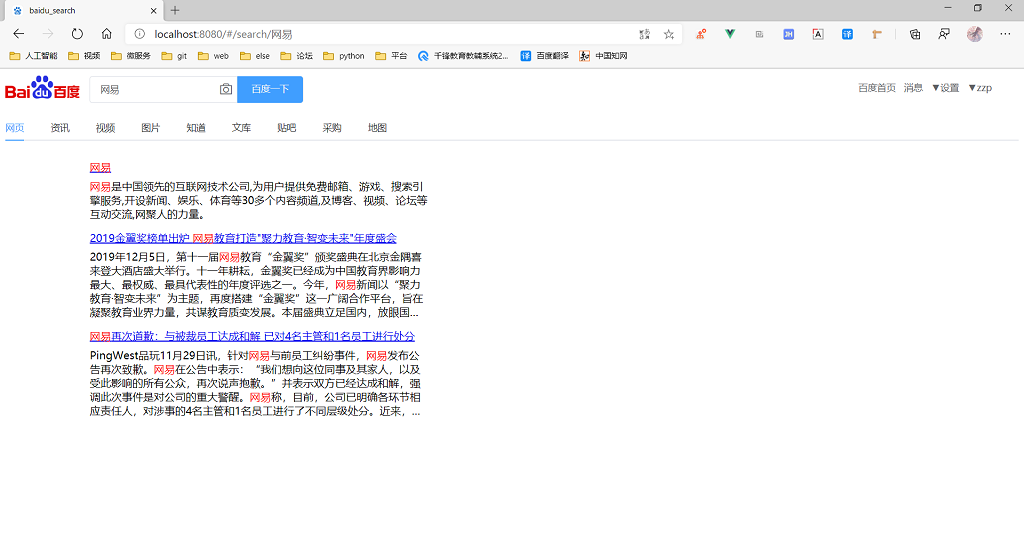 baidu_search
localhost:8080/#/search/网易
人工智能 视频 微服务 git web else 论坛 python 平台 千锋教育教辅系统2... 百度翻译 中国知网
Bai du 百度 网易 百度一下 百度首页 消息 ▼设置 ▼zzp
网页 资讯 视频 图片 知道 文库 贴吧 采购 地图
网易
网易是中国领先的互联网技术公司,为用户提供免费邮箱、游戏、搜索引
擎服务,开设新闻、娱乐、体育等30多个内容频道,及博客、视频、论坛等
互动交流,网聚人的力量。
2019金翼奖榜单出炉 网易教育打造"聚力教育·智变未来"年度盛会
2019年12月5日，第十一届网易教育“金翼奖”颁奖盛典在北京金隅喜
来登大酒店盛大举行。十一年耕耘，金翼奖已经成为中国教育界影响力
最大、最权威、最具代表性的年度评选之一。今年，网易新闻以“聚力
教育·智变未来”为主题，再度搭建“金翼奖”这一广阔合作平台，旨在
凝聚教育业界力量，共谋教育质变发展。本届盛典立足国内，放眼国...
网易再次道歉：与被裁员工达成和解 已对4名主管和1名员工进行处分
PingWest品玩11月29日讯，针对网易与前员工纠纷事件，网易发布公
告再次致歉。网易在公告中表示：“我们想向这位同事及其家人，以及
受此影响的所有公众，再次说声抱歉。”并表示双方已经达成和解，强
调此次事件是对公司的重大警醒。网易称，目前，公司已明确各环节相
应责任人，对涉事的4名主管和1名员工进行了不同层级处分。近来，...